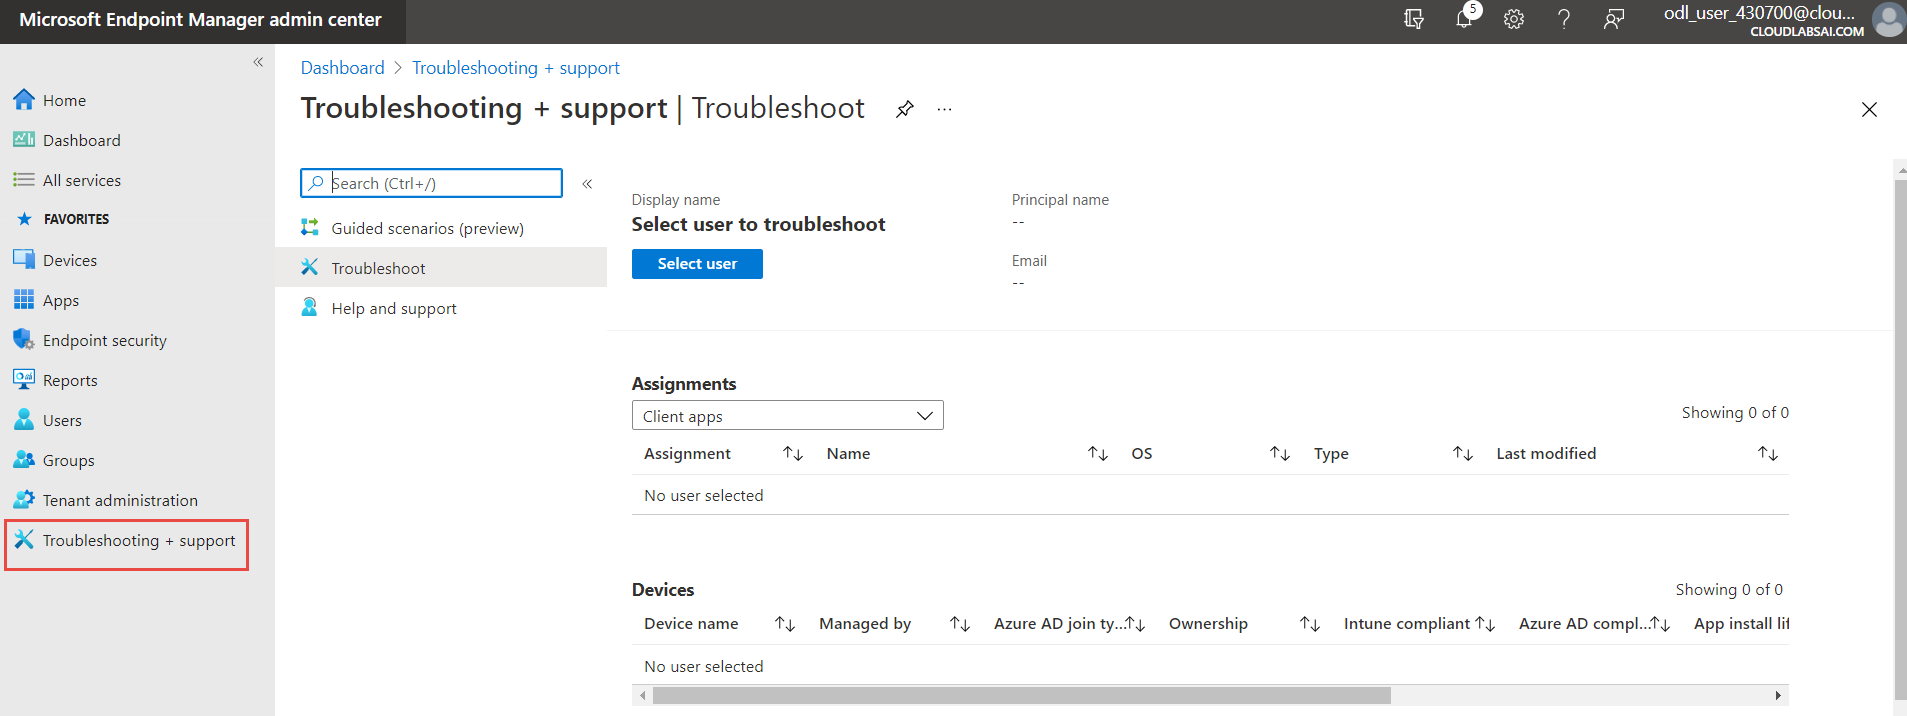 Microsoft Endpoint Manager admin center
5
odl_user_430700@clou...
CLOUDLABSAI.COM
Home
Dashboard
All services
FAVORITES
Devices
Apps
Endpoint security
Reports
Users
Groups
Tenant administration
Troubleshooting + support
Dashboard > Troubleshooting + support
Troubleshooting + support | Troubleshoot
Search (Ctrl+/)
Guided scenarios (preview)
Troubleshoot
Help and support
Display name
Select user to troubleshoot
Select user
Principal name
--
Email
--
Assignments
Client apps
Showing 0 of 0
Assignment Name OS Type Last modified
No user selected
Devices
Showing 0 of 0
Device name Managed by Azure AD join ty... Ownership Intune compliant Azure AD compl... App install lif
No user selected